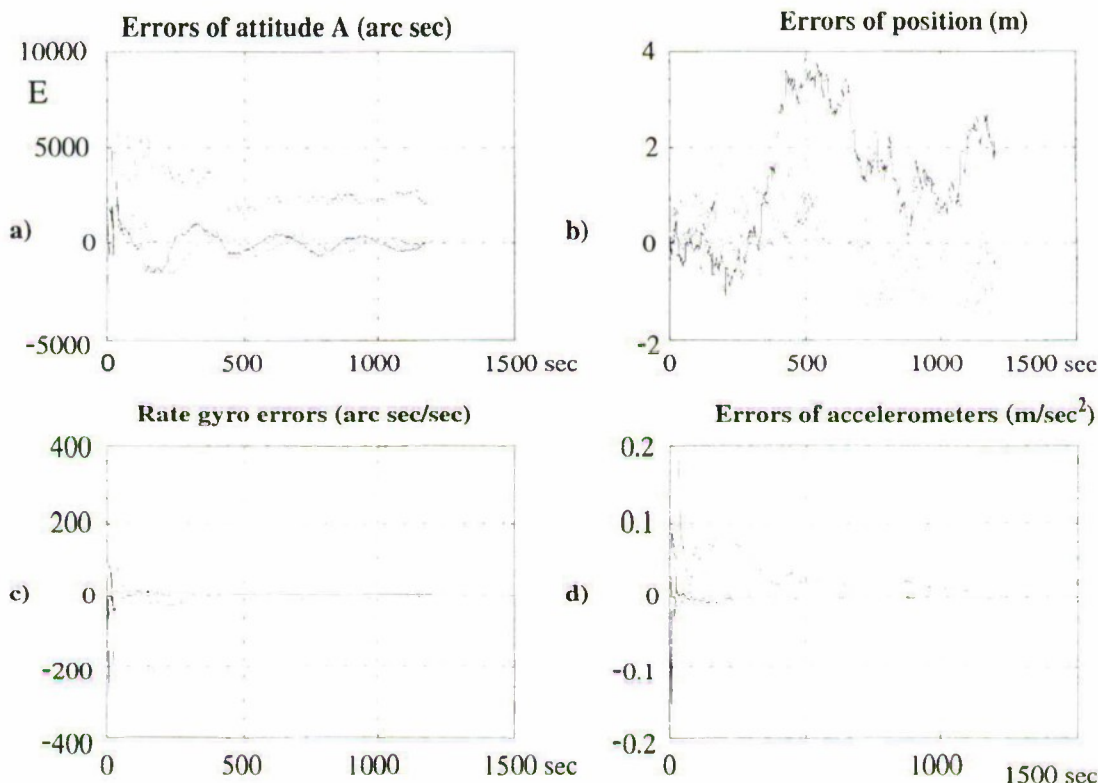 Errors of attitude A (arc sec)
10000
E
5000
a)
0
-5000
0
500
1000
1500 sec
Errors of position (m)
4
2
b)
0
-2
0
500
1000
1500 sec
Rate gyro errors (arc sec/sec)
400
200
c)
0
-200
-400
0
500
1000
1500 sec
Errors of accelerometers (m/sec²)
0.2
0.1
d)
0
-0.1
-0.2
0
1000
1500 sec